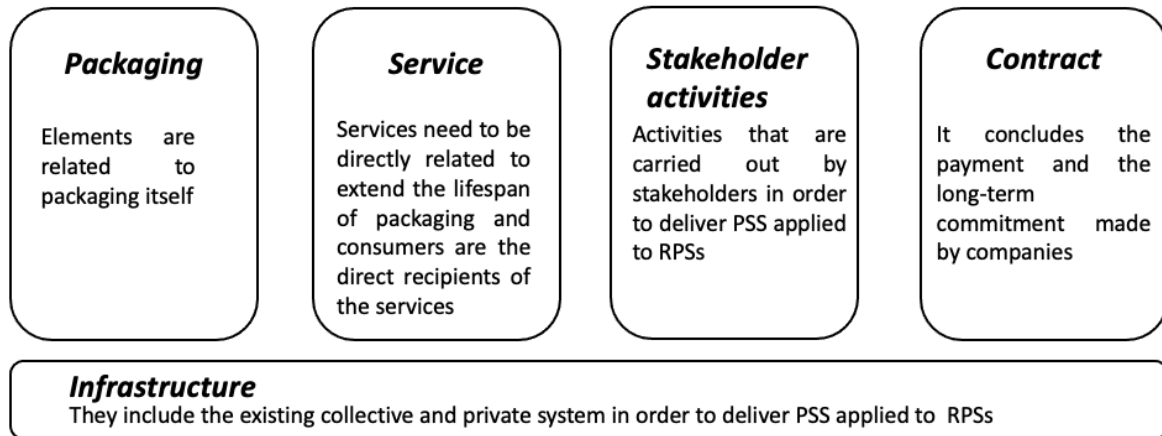 Packaging
Elements are
related to
packaging itself
Service
Services need to be
directly related to
extend the lifespan
of packaging and
consumers are the
direct recipients of
the services
Stakeholder
activities
Activities that are
carried out by
stakeholders in order
to deliver PSS applied
to RPSs
Contract
It concludes the
payment and the
long-term
commitment made
by companies
Infrastructure
They include the existing collective and private system in order to deliver PSS applied to RPSs